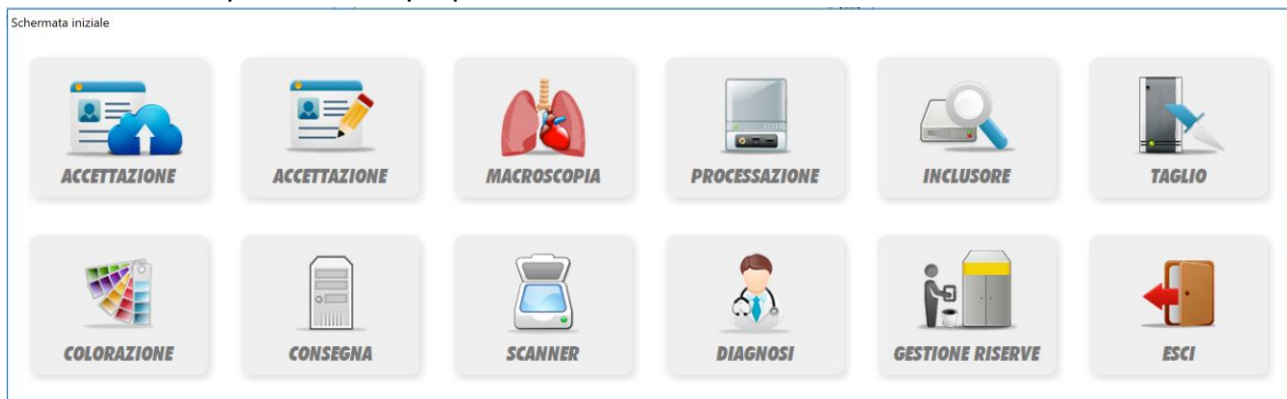 Schermata iniziale
ACCETTAZIONE ACCETTAZIONE MACROSCOPIA PROCESSAZIONE INCLUSORE TAGLIO
COLORAZIONE CONSEGNA SCANNER DIAGNOSI GESTIONE RISERVE ESCI